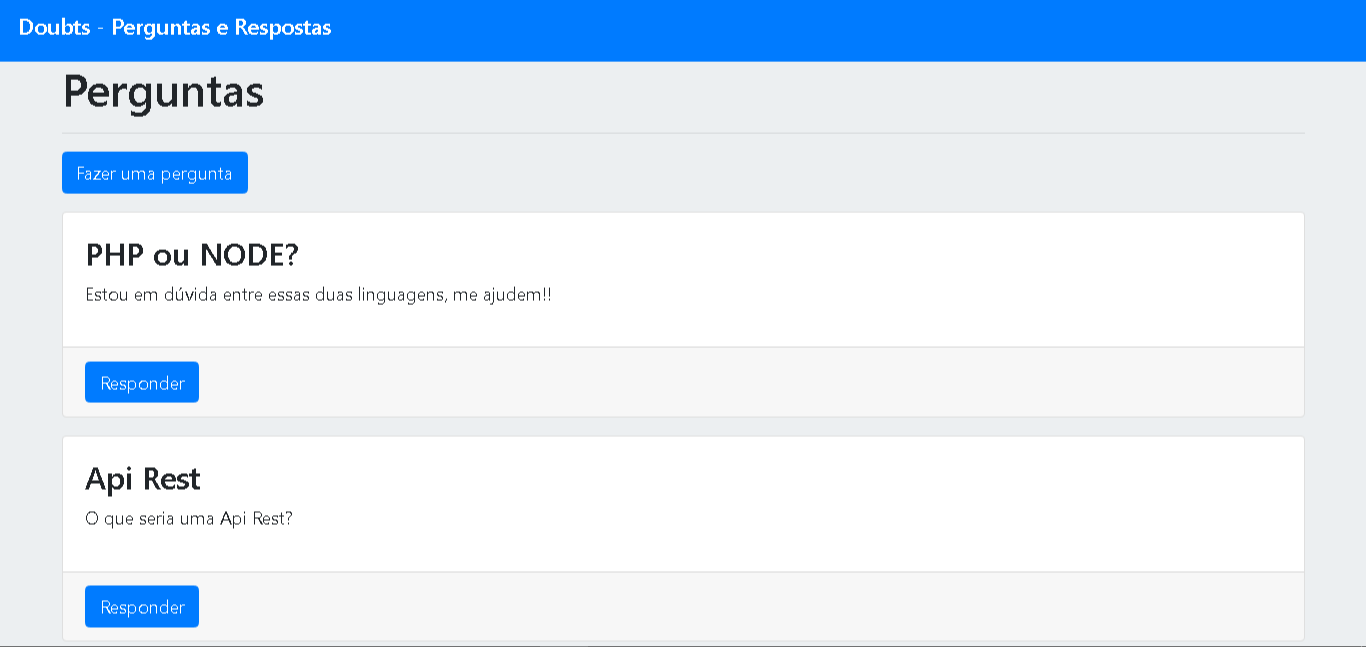 Doubts - Perguntas e Respostas
Perguntas
Fazer uma pergunta
PHP ou NODE?
Estou em dúvida entre essas duas linguagens, me ajudem!!
Responder
Api Rest
O que seria uma Api Rest?
Responder